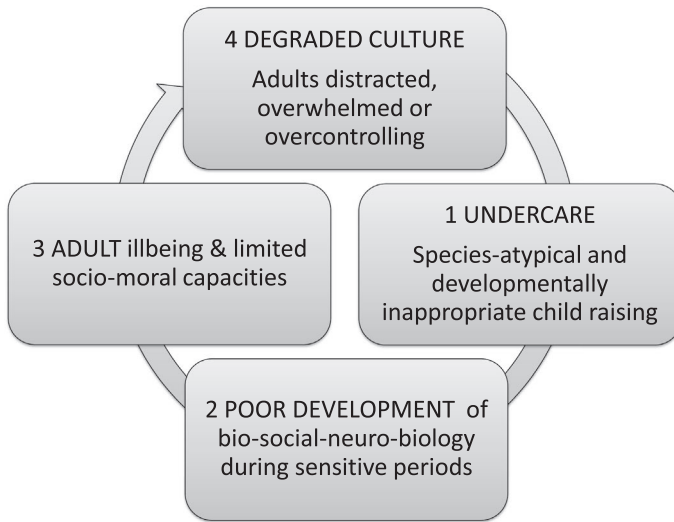 4 DEGRADED CULTURE
Adults distracted,
overwhelmed or
overcontrolling
1 UNDERCARE
Species-atypical and
developmentally
inappropriate child raising
2 POOR DEVELOPMENT of
bio-social-neuro-biology
during sensitive periods
3 ADULT illbeing & limited
socio-moral capacities